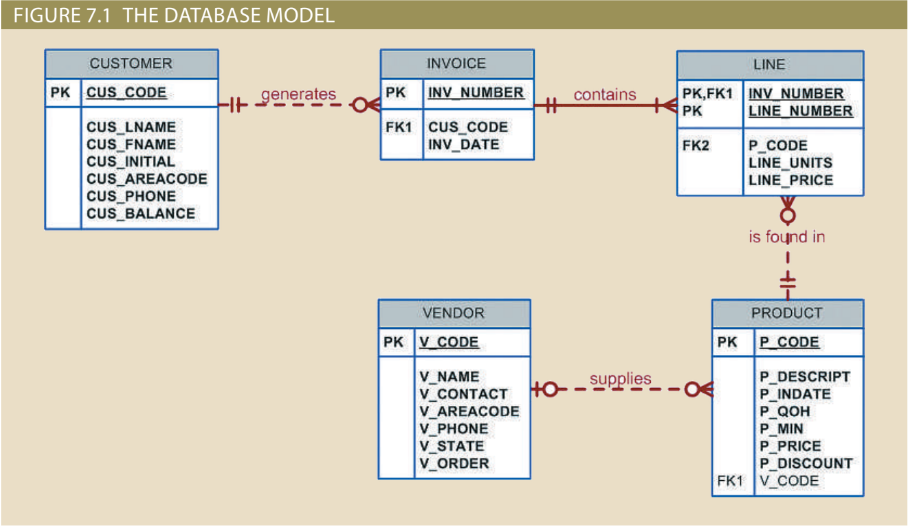 FIGURE 7.1 THE DATABASE MODEL
CUSTOMER
PK CUS_CODE
CUS_LNAME
CUS_FNAME
CUS_INITIAL
CUS_AREACODE
CUS_PHONE
CUS_BALANCE
generates
INVOICE
PK INV_NUMBER
FK1 CUS_CODE
INV_DATE
contains
LINE
PK,FK1 INV_NUMBER
PK LINE_NUMBER
FK2 P_CODE
LINE_UNITS
LINE_PRICE
is found in
VENDOR
PK V_CODE
V_NAME
V_CONTACT
V_AREACODE
V_PHONE
V_STATE
V_ORDER
supplies
PRODUCT
PK P_CODE
P_DESCRIPT
P_INDATE
P_QOH
P_MIN
P_PRICE
P_DISCOUNT
FK1 V_CODE